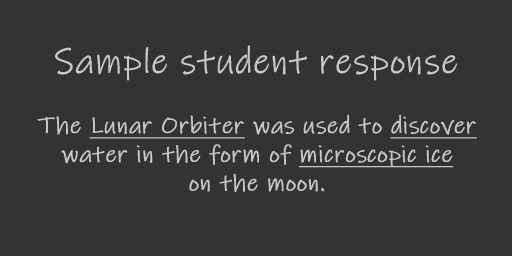 Sample student response
The Lunar Orbiter was used to discover
water in the form of microscopic ice
on the moon.